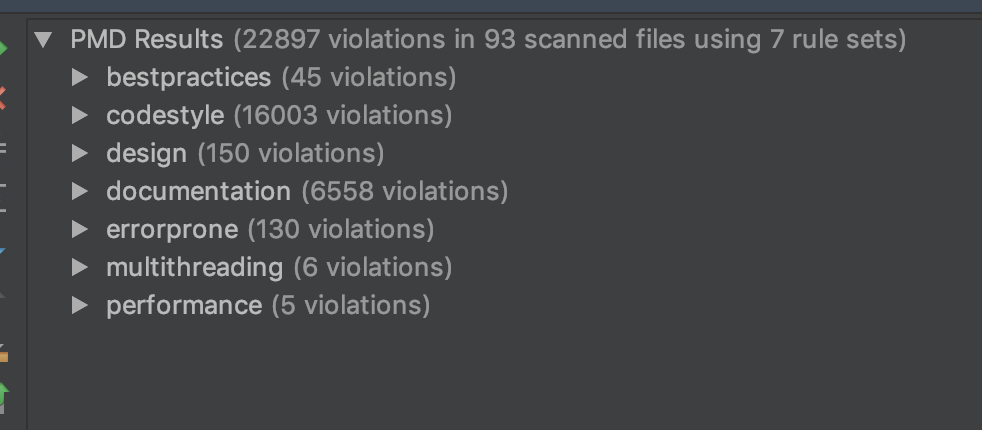 PMD Results (22897 violations in 93 scanned files using 7 rule sets)
bestpractices (45 violations)
codestyle (16003 violations)
design (150 violations)
documentation (6558 violations)
errorprone (130 violations)
multithreading (6 violations)
performance (5 violations)